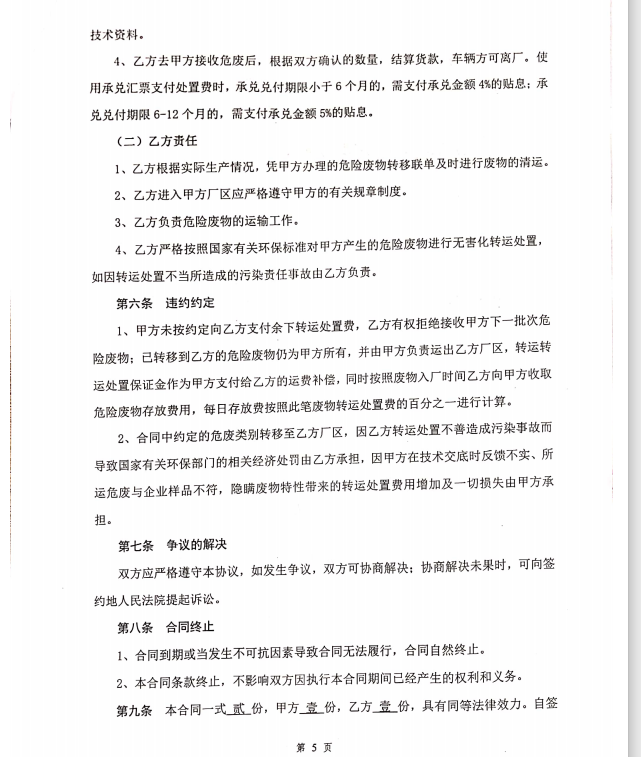 技术资料。
4、乙方去甲方接收危废后，根据双方确认的数量，结算货款，车辆方可离厂。使
用承兑汇票支付处置费时，承兑兑付期限小于 6 个月的，需支付承兑金额 4%的贴息；承
兑兑付期限 6-12 个月的，需支付承兑金额 5%的贴息。
（二）乙方责任
1、乙方根据实际生产情况，凭甲方办理的危险废物转移联单及时进行废物的清运。
2、乙方进入甲方厂区应严格遵守甲方的有关规章制度。
3、乙方负责危险废物的运输工作。
4、乙方严格按照国家有关环保标准对甲方产生的危险废物进行无害化转运处置，
如因转运处置不当所造成的污染责任事故由乙方负责。
第六条 违约约定
1、甲方未按约定向乙方支付余下转运处置费，乙方有权拒绝接收甲方下一批次危
险废物；已转移到乙方的危险废物仍为甲方所有，并由甲方负责运出乙方厂区，转运转
运处置保证金作为甲方支付给乙方的运费补偿，同时按照废物入厂时间乙方向甲方收取
危险废物存放费用，每日存放费按照此笔废物转运处置费的百分之一进行计算。
2、合同中约定的危废类别转移至乙方厂区，因乙方转运处置不善造成污染事故而
导致国家有关环保部门的相关经济处罚由乙方承担，因甲方在技术交底时反馈不实、所
运危废与企业样品不符，隐瞒废物特性带来的转运处置费用增加及一切损失由甲方承
担。
第七条 争议的解决
双方应严格遵守本协议，如发生争议，双方可协商解决；协商解决未果时，可向签
约地人民法院提起诉讼。
第八条 合同终止
1、合同到期或当发生不可抗因素导致合同无法履行，合同自然终止。
2、本合同条款终止，不影响双方因执行本合同期间已经产生的权利和义务。
第九条 本合同一式 贰 份，甲方 壹 份，乙方 壹 份，具有同等法律效力。自签
第 5 页